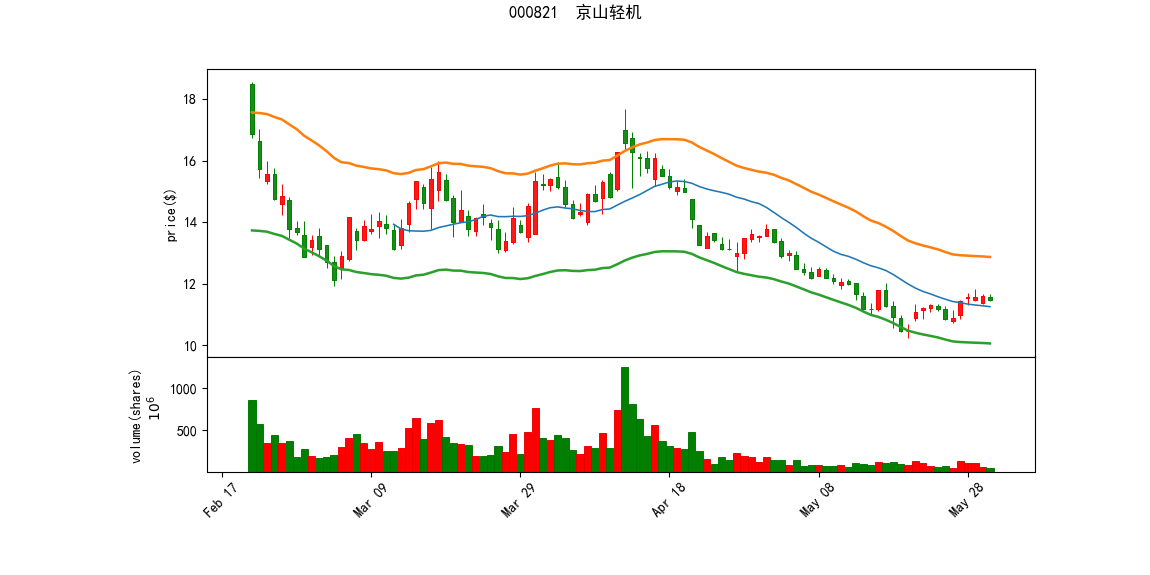 000821 京山轻机
price($)
18
16
14
12
10
volume(shares)
10^6
1000
500
Feb 17
Mar 09
Mar 29
Apr 18
May 08
May 28